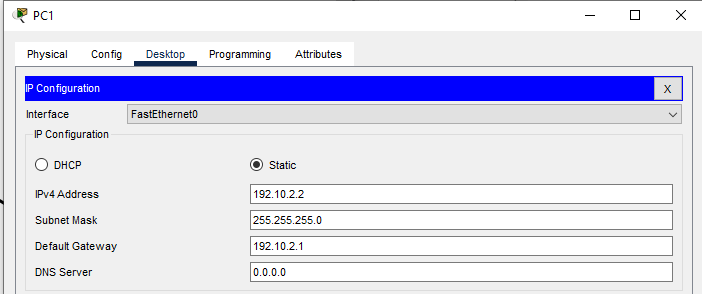 PC1
Physical Config Desktop Programming Attributes
IP Configuration X
Interface FastEthernet0
IP Configuration
DHCP Static
IPv4 Address 192.10.2.2
Subnet Mask 255.255.255.0
Default Gateway 192.10.2.1
DNS Server 0.0.0.0